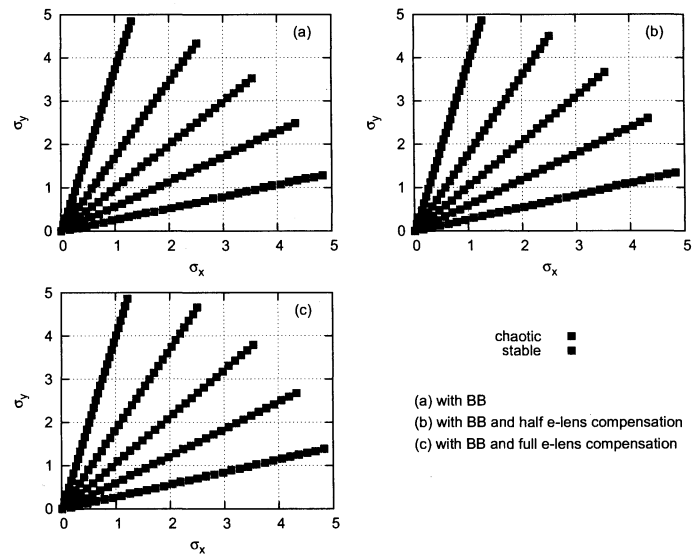 5
4
3
2
1
0
σy
0 1 2 3 4 5
σx
(a)
5
4
3
2
1
0
σy
0 1 2 3 4 5
σx
(b)
5
4
3
2
1
0
σy
0 1 2 3 4 5
σx
(c)
chaotic
stable
(a) with BB
(b) with BB and half e-lens compensation
(c) with BB and full e-lens compensation